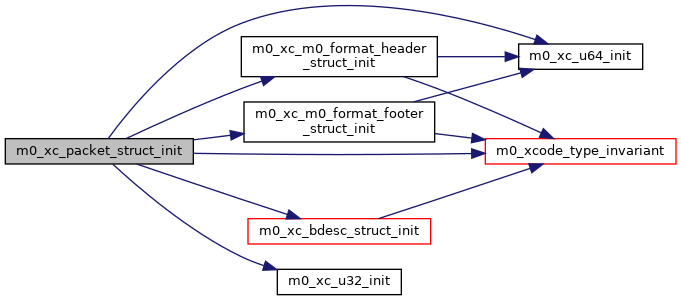 m0_xc_packet_struct_init
m0_xc_m0_format_header
_struct_init
m0_xc_m0_format_footer
_struct_init
m0_xc_bdesc_struct_init
m0_xc_u32_init
m0_xc_u64_init
m0_xcode_type_invariant